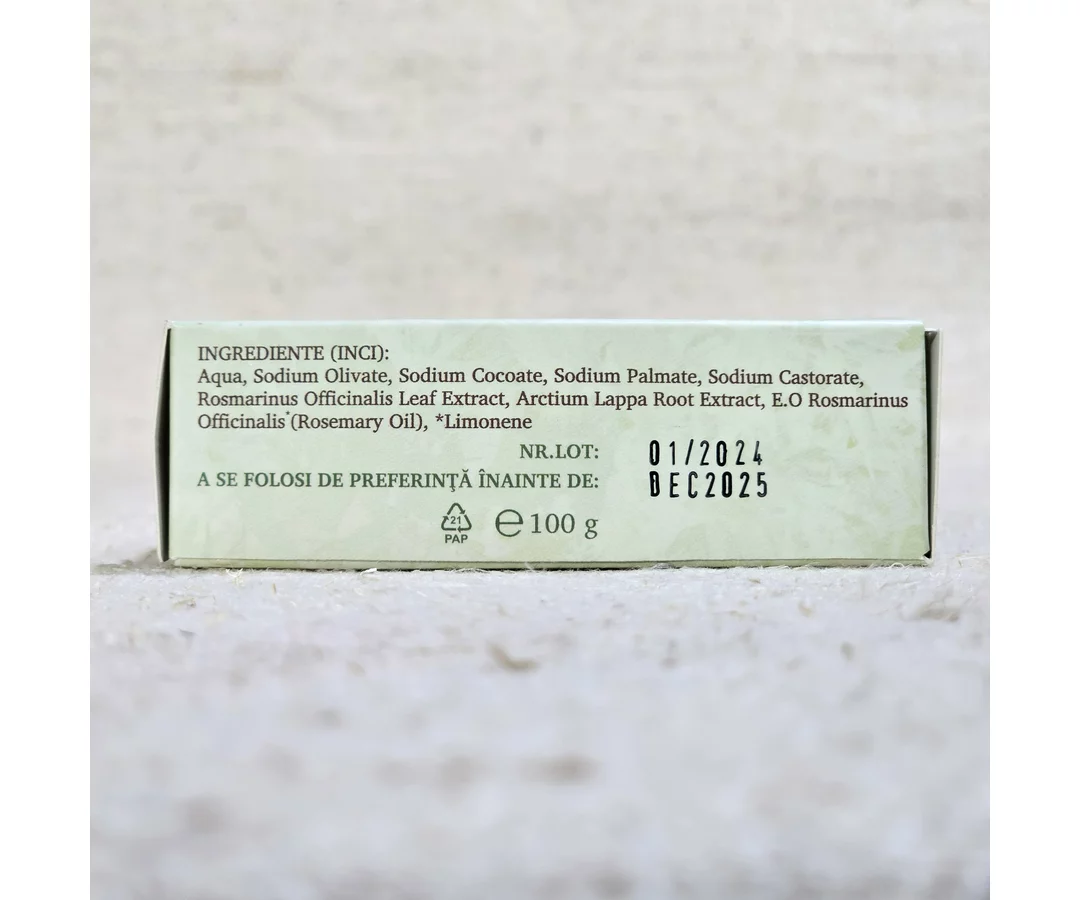 INGREDIENTE (INCI):
Aqua, Sodium Olivate, Sodium Cocoate, Sodium Palmate, Sodium Castorate,
Rosmarinus Officinalis Leaf Extract, Arctium Lappa Root Extract, E.O Rosmarinus
Officinalis*(Rosemary Oil), *Limonene
NR.LOT: 01/2024
A SE FOLOSI DE PREFERINŢĂ ÎNAINTE DE: DEC2025
21
PAP
℮ 100 g